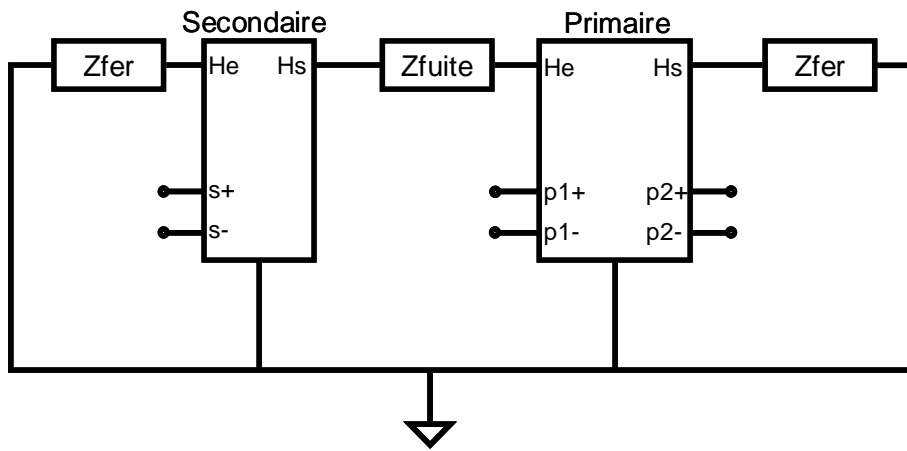 Secondaire
Primaire
Zfer
He
Hs
Zfuite
He
Hs
Zfer
s+
p1+
p2+
s-
p1-
p2-